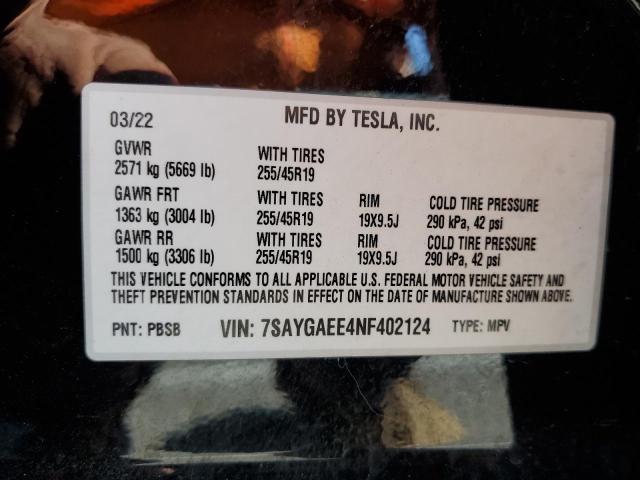 03/22 MFD BY TESLA, INC.
GVWR WITH TIRES
2571 kg (5669 lb) 255/45R19
GAWR FRT WITH TIRES RIM COLD TIRE PRESSURE
1363 kg (3004 lb) 255/45R19 19X9.5J 290 kPa, 42 psi
GAWR RR WITH TIRES RIM COLD TIRE PRESSURE
1500 kg (3306 lb) 255/45R19 19X9.5J 290 kPa, 42 psi
THIS VEHICLE CONFORMS TO ALL APPLICABLE U.S. FEDERAL MOTOR VEHICLE SAFETY AND
THEFT PREVENTION STANDARDS IN EFFECT ON THE DATE OF MANUFACTURE SHOWN ABOVE.
PNT: PBSB VIN: 7SAYGAEE4NF402124 TYPE: MPV